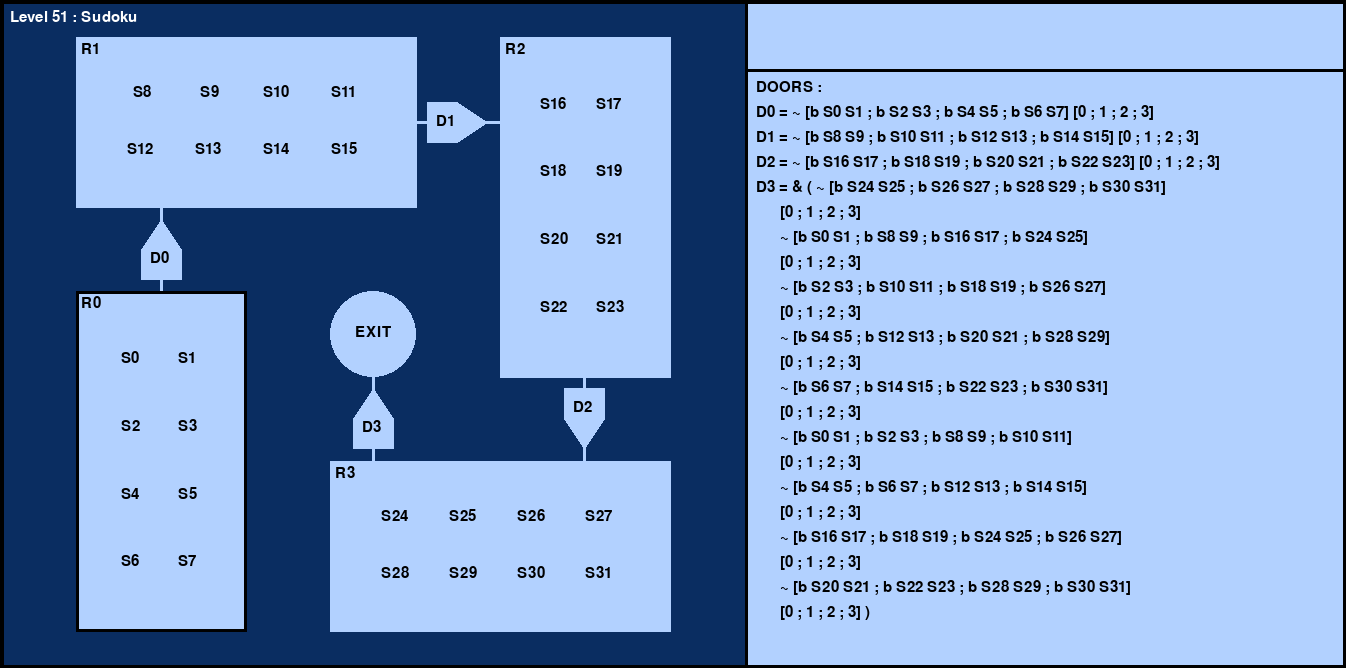 Level 51 : Sudoku
R1
S8 S9 S10 S11
S12 S13 S14 S15
D1
R2
S16 S17
S18 S19
S20 S21
S22 S23
D0
R0
S0 S1
S2 S3
S4 S5
S6 S7
EXIT
D2
D3
R3
S24 S25 S26 S27
S28 S29 S30 S31
DOORS :
D0 = ~ [b S0 S1 ; b S2 S3 ; b S4 S5 ; b S6 S7] [0 ; 1 ; 2 ; 3]
D1 = ~ [b S8 S9 ; b S10 S11 ; b S12 S13 ; b S14 S15] [0 ; 1 ; 2 ; 3]
D2 = ~ [b S16 S17 ; b S18 S19 ; b S20 S21 ; b S22 S23] [0 ; 1 ; 2 ; 3]
D3 = & ( ~ [b S24 S25 ; b S26 S27 ; b S28 S29 ; b S30 S31]
[0 ; 1 ; 2 ; 3]
~ [b S0 S1 ; b S8 S9 ; b S16 S17 ; b S24 S25]
[0 ; 1 ; 2 ; 3]
~ [b S2 S3 ; b S10 S11 ; b S18 S19 ; b S26 S27]
[0 ; 1 ; 2 ; 3]
~ [b S4 S5 ; b S12 S13 ; b S20 S21 ; b S28 S29]
[0 ; 1 ; 2 ; 3]
~ [b S6 S7 ; b S14 S15 ; b S22 S23 ; b S30 S31]
[0 ; 1 ; 2 ; 3]
~ [b S0 S1 ; b S2 S3 ; b S8 S9 ; b S10 S11]
[0 ; 1 ; 2 ; 3]
~ [b S4 S5 ; b S6 S7 ; b S12 S13 ; b S14 S15]
[0 ; 1 ; 2 ; 3]
~ [b S16 S17 ; b S18 S19 ; b S24 S25 ; b S26 S27]
[0 ; 1 ; 2 ; 3]
~ [b S20 S21 ; b S22 S23 ; b S28 S29 ; b S30 S31]
[0 ; 1 ; 2 ; 3] )